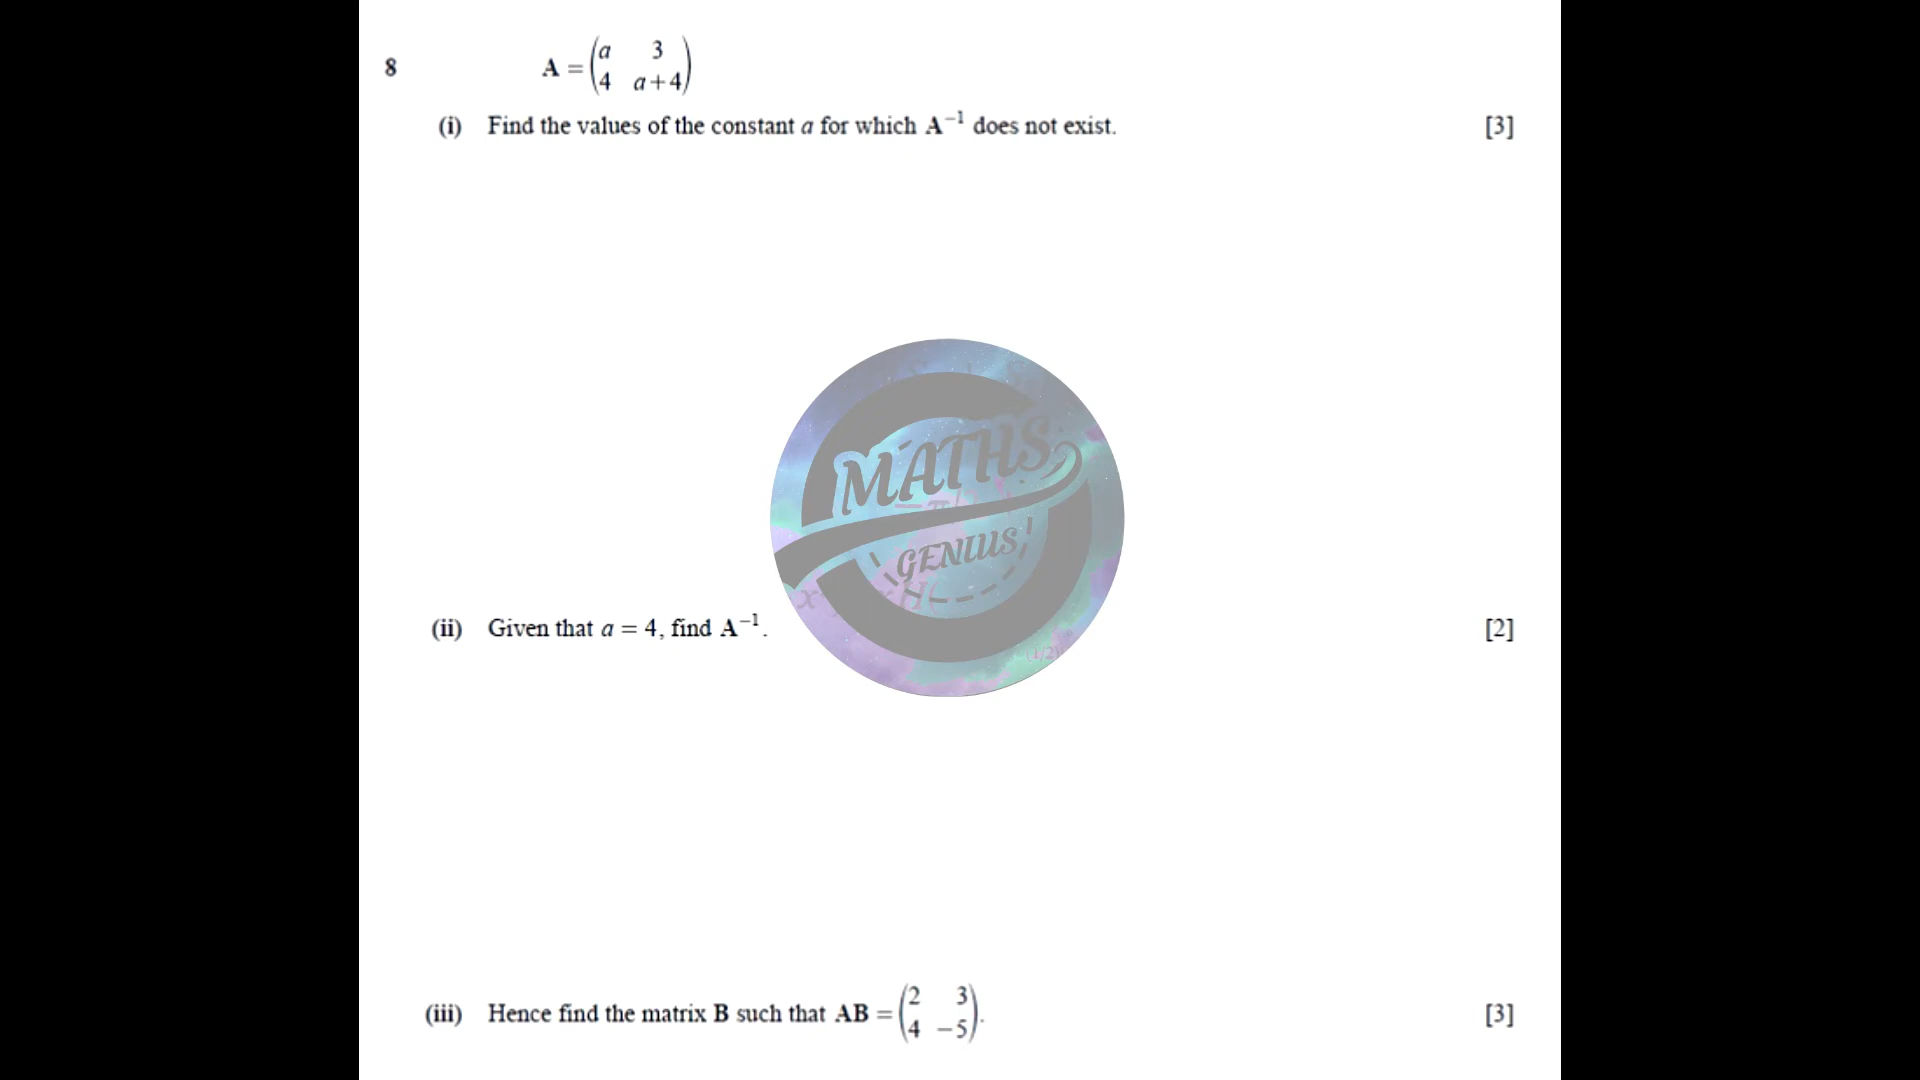 8 A = (a 3
4 a+4)
(i) Find the values of the constant a for which A⁻¹ does not exist. [3]
MATHS
GENIUS
(ii) Given that a = 4, find A⁻¹. [2]
(iii) Hence find the matrix B such that AB = (2 3
4 −5). [3]